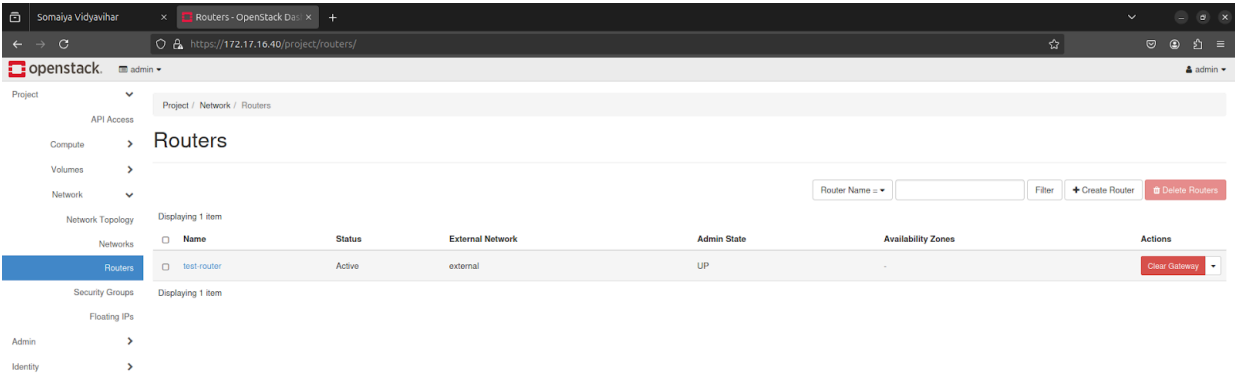 Somaiya Vidyavihar × Routers - OpenStack Das × +
https://172.17.16.40/project/routers/
openstack. admin admin
Project
API Access
Compute
Volumes
Network
Network Topology
Networks
Routers
Security Groups
Floating IPs
Admin
Identity
Project / Network / Routers
Routers
Router Name = Filter + Create Router Delete Routers
Displaying 1 item
Name Status External Network Admin State Availability Zones Actions
test-router Active external UP - Clear Gateway
Displaying 1 item